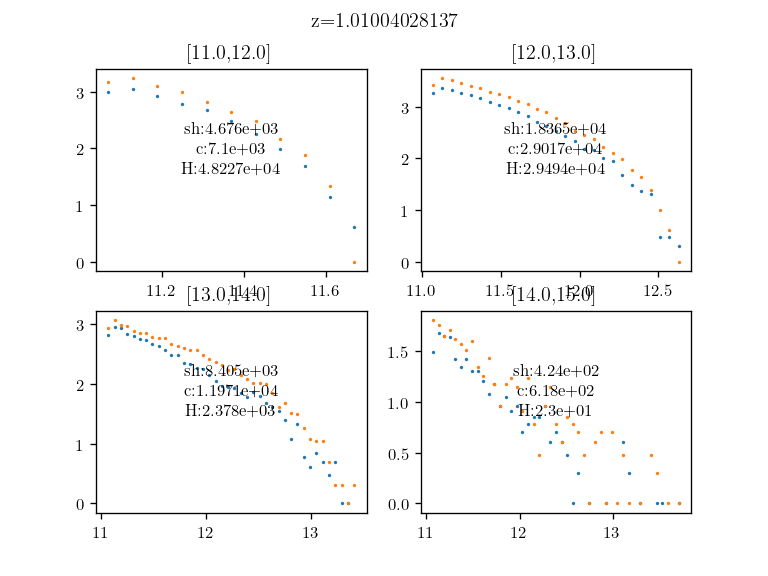 z=1.01004028137
[11.0,12.0]
3
2
1
0
sh:4.676e+03
c:7.1e+03
H:4.8227e+04
11.2 11.4 11.6
[12.0,13.0]
3
2
1
0
sh:1.8365e+04
c:2.9017e+04
H:2.9494e+04
11.0 11.5 12.0 12.5
[13.0,14.0]
3
2
1
0
sh:8.405e+03
c:1.1971e+04
H:2.378e+03
11 12 13
[14.0,15.0]
1.5
1.0
0.5
0.0
sh:4.24e+02
c:6.18e+02
H:2.3e+01
11 12 13